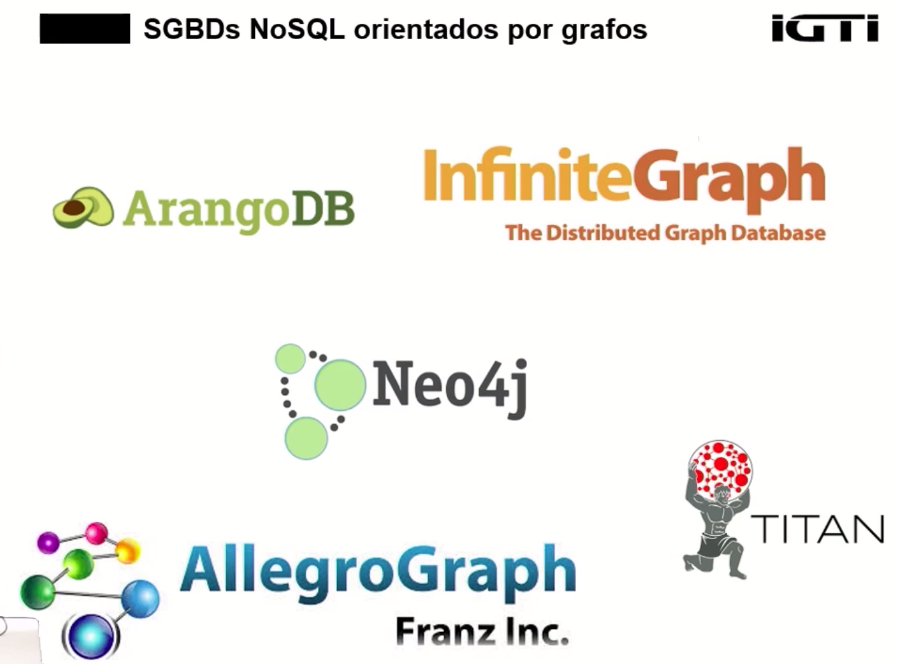 SGBDs NoSQL orientados por grafos
iGTi
ArangoDB
InfiniteGraph
The Distributed Graph Database
Neo4j
TITAN
AllegroGraph
Franz Inc.